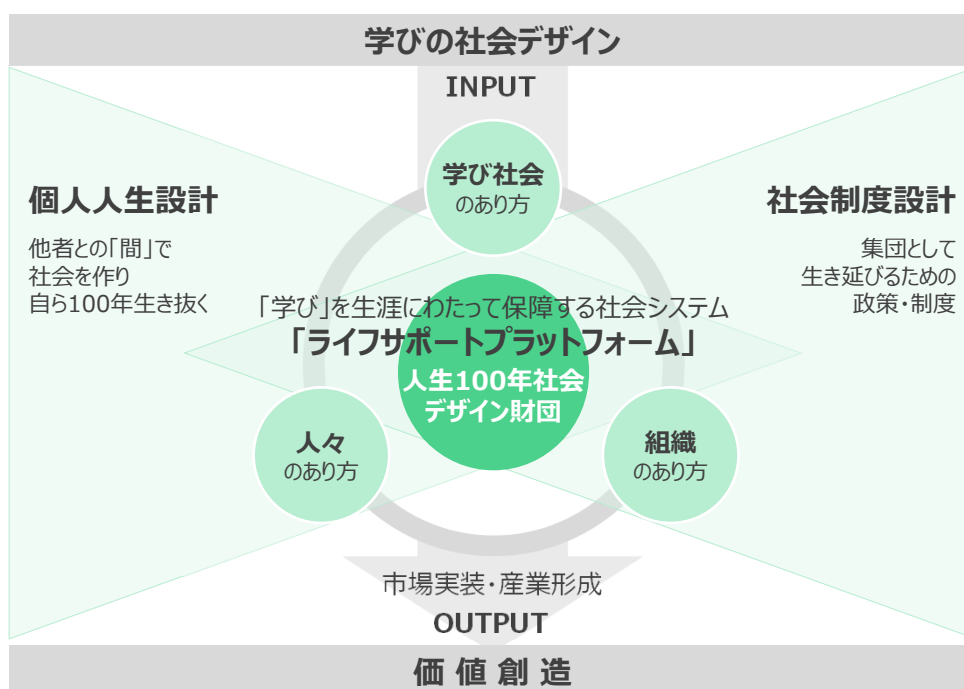 学びの社会デザイン
INPUT
学び社会
のあり方
個人人生設計
他者との「間」で
社会を作り
自ら100年生き抜く
社会制度設計
集団として
生き延びるための
政策・制度
「学び」を生涯にわたって保障する社会システム
「ライフサポートプラットフォーム」
人生100年社会
デザイン財団
人々
のあり方
組織
のあり方
市場実装・産業形成
OUTPUT
価値創造